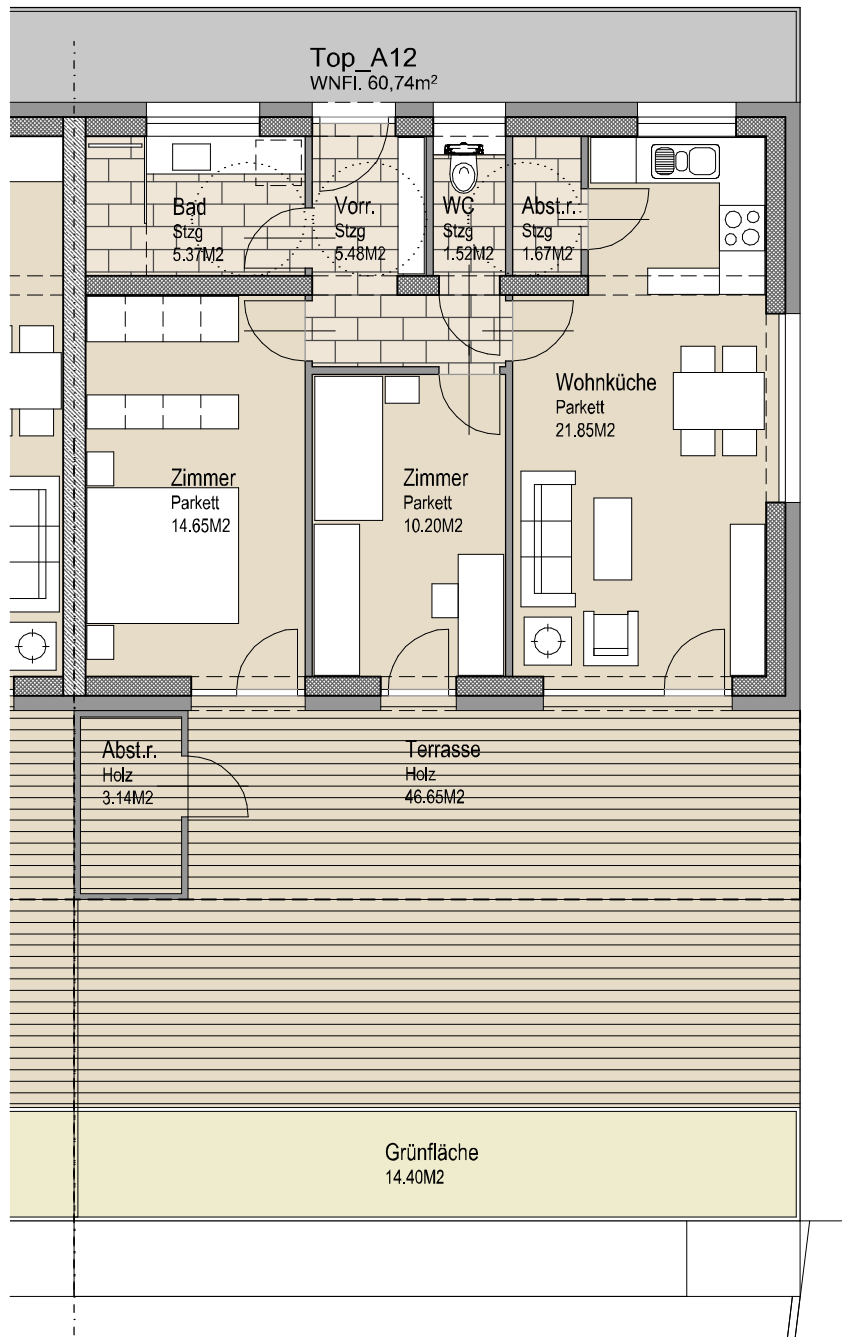 Top_A12
WNFl. 60,74m²
Bad
Stzg
5.37M2
Vorr.
Stzg
5.48M2
WC
Stzg
1.52M2
Abst.r.
Stzg
1.67M2
Wohnküche
Parkett
21.85M2
Zimmer
Parkett
14.65M2
Zimmer
Parkett
10.20M2
Abst.r.
Holz
3.14M2
Terrasse
Holz
46.65M2
Grünfläche
14.40M2